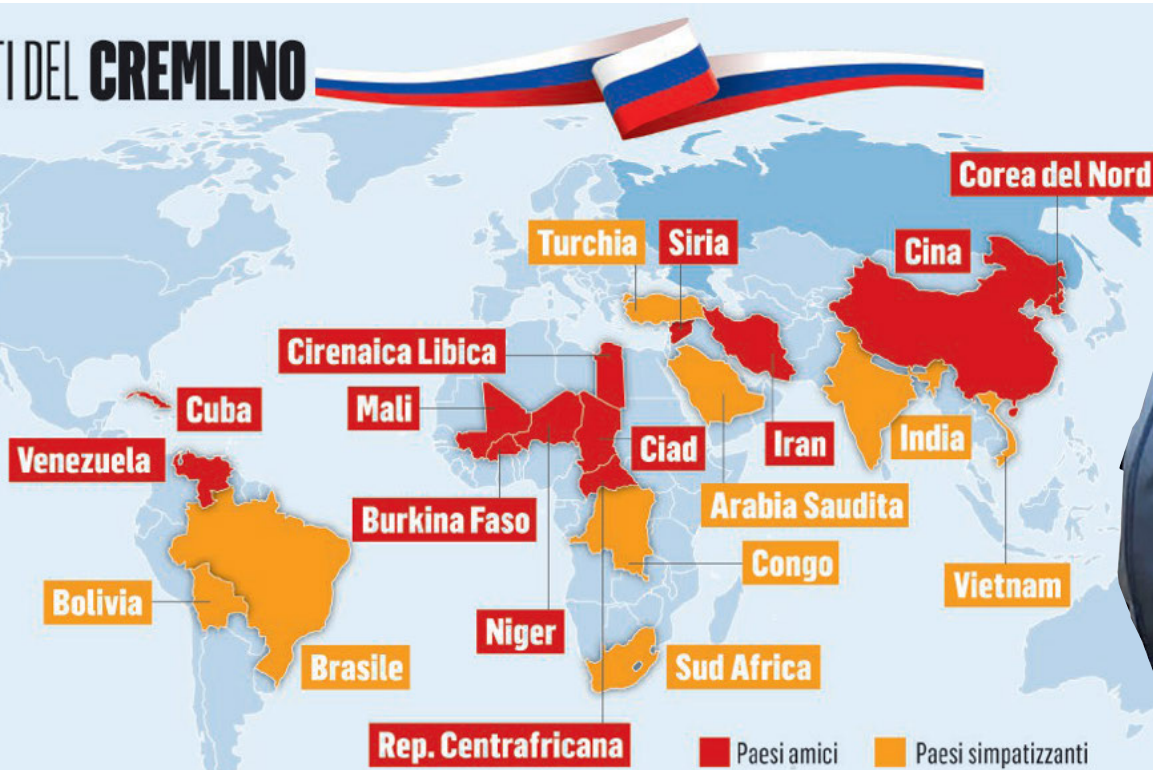 TI DEL CREMLINO
Corea del Nord
Turchia
Siria
Cina
Cirenaica Libica
Cuba
Mali
Venezuela
Ciad
Iran
India
Burkina Faso
Arabia Saudita
Congo
Vietnam
Bolivia
Niger
Brasile
Sud Africa
Rep. Centrafricana
Paesi amici
Paesi simpatizzanti